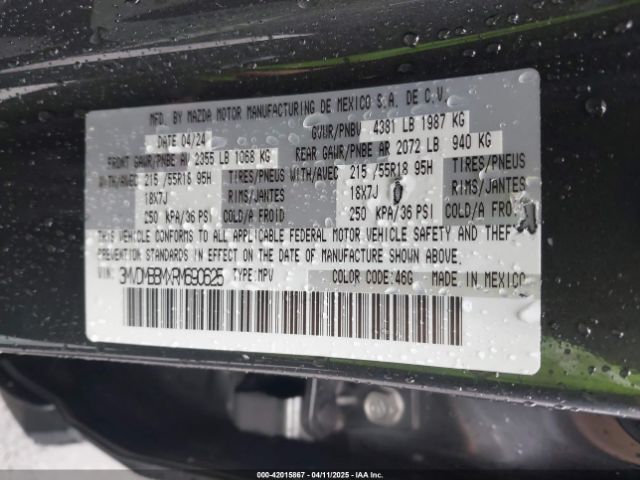 MFD. BY MAZDA MOTOR MANUFACTURING DE MEXICO S.A. DE C.V.
DATE 04/24 GVWR/PNBV 4381 LB 1987 KG
FRONT GAWR/PNBE AV 2355 LB 1068 KG REAR GAWR/PNBE AR 2072 LB 940 KG
215 /55R18 95H TIRES/PNEUS WITH/AVEC 215 /55R18 95H TIRES/PNEUS
18X7J RIMS/JANTES 18X7J RIMS/JANTES
250 KPA/36 PSI COLD/A FROID 250 KPA/36 PSI COLD/A FROID
THIS VEHICLE CONFORMS TO ALL APPLICABLE FEDERAL MOTOR VEHICLE SAFETY AND THEFT
PREVENTION STANDARDS IN EFFECT ON THE DATE OF MANUFACTURE SHOWN ABOVE.
VIN: 3MVDMBBMXRM690625 TYPE: MPV COLOR CODE: 46G MADE IN MEXICO
000-42015867 - 04/11/2025 - IAA Inc.